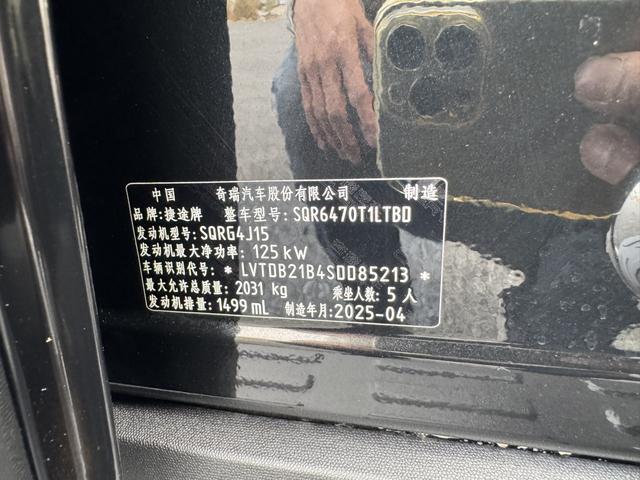 中国 奇瑞汽车股份有限公司 制造
品牌:捷途牌 整车型号:SQR6470T1LTBD
发动机型号:SQRG4J15
发动机最大净功率:125kW
车辆识别代号:*LVTDB21B4SDD85213*
最大允许总质量:2031 kg 乘坐人数:5人
发动机排量:1499 mL 制造年月:2025-04